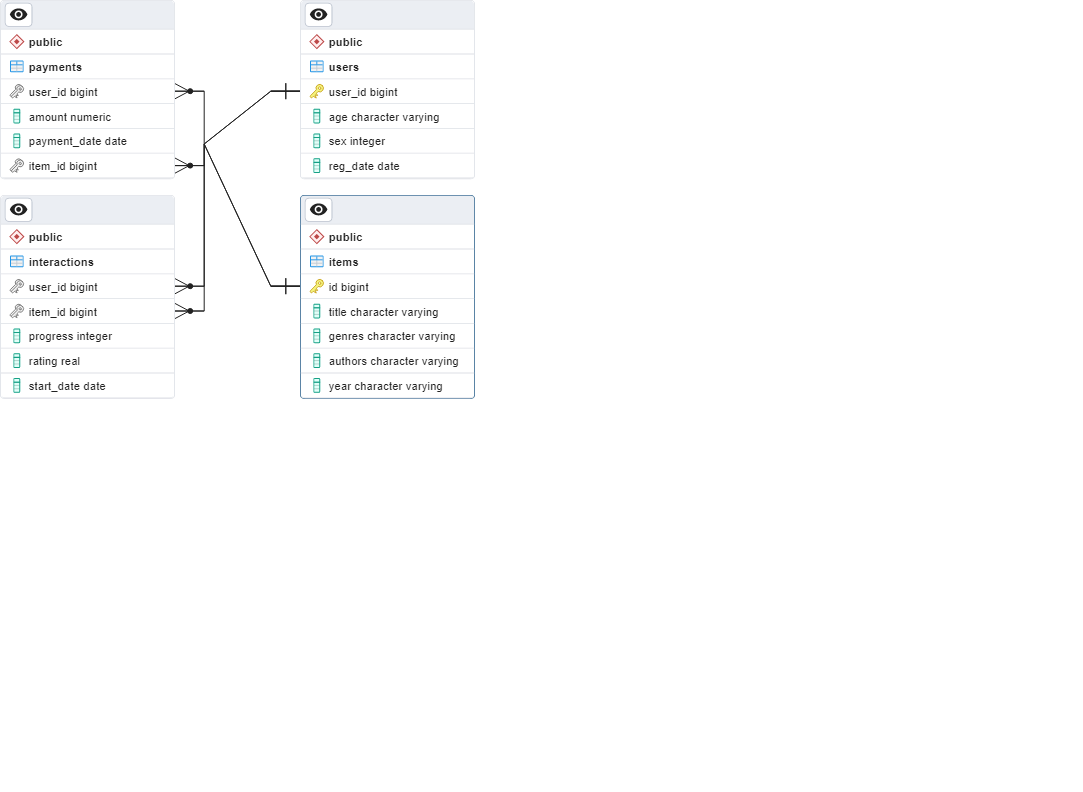 public
payments
user_id bigint
amount numeric
payment_date date
item_id bigint
public
users
user_id bigint
age character varying
sex integer
reg_date date
public
interactions
user_id bigint
item_id bigint
progress integer
rating real
start_date date
public
items
id bigint
title character varying
genres character varying
authors character varying
year character varying